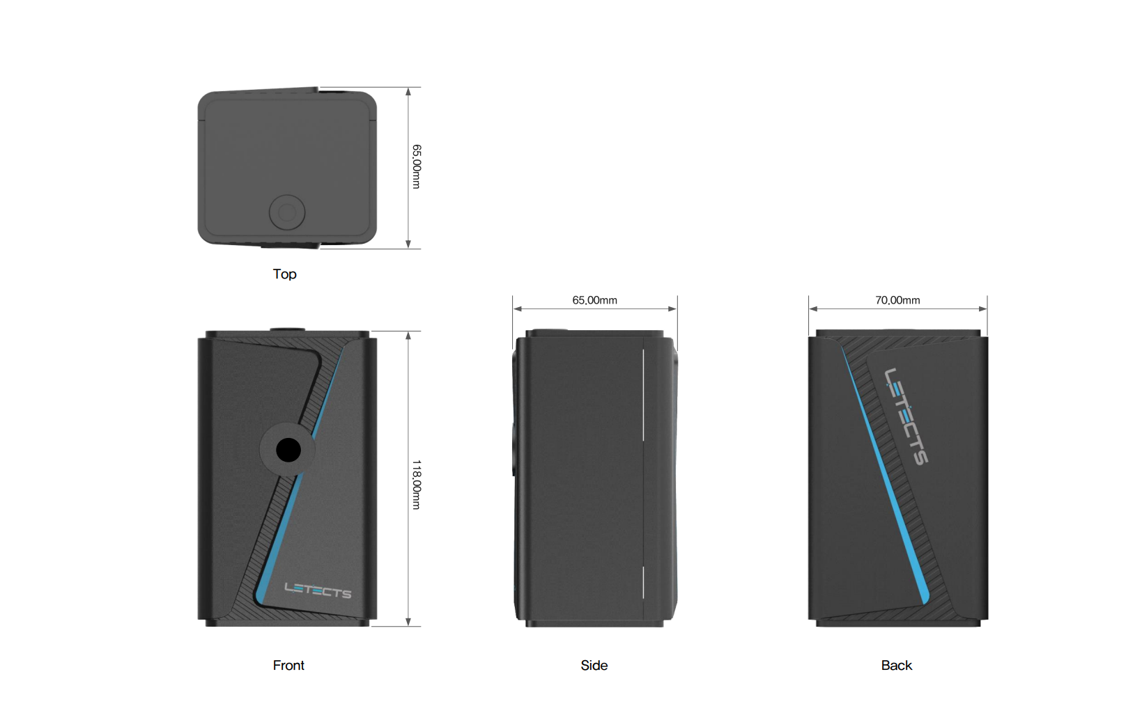 65,00mm
Top
65,00mm
70,00mm
LETECTS
118,00mm
LETECTS
Front
Side
Back